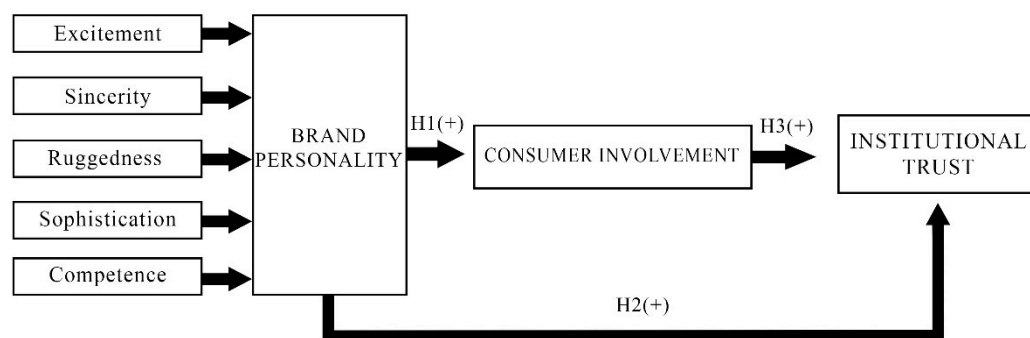 Excitement
Sincerity
Ruggedness
Sophistication
Competence
BRAND
PERSONALITY
H1(+)
CONSUMER INVOLVEMENT
H3(+)
INSTITUTIONAL
TRUST
H2(+)